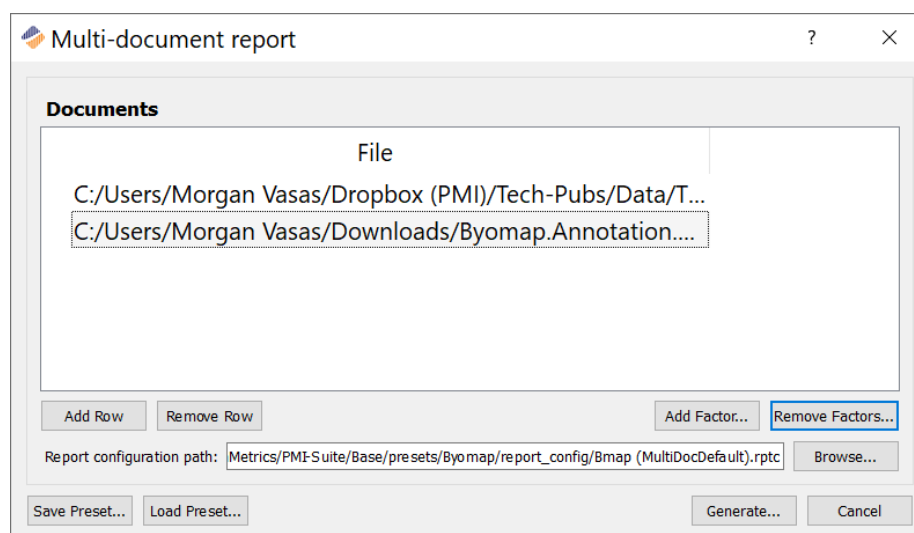 Multi-document report ?
Documents
File
C:/Users/Morgan Vasas/Dropbox (PMI)/Tech-Pubs/Data/T...
C:/Users/Morgan Vasas/Downloads/Byomap.Annotation....
Add Row Remove Row Add Factor... Remove Factors...
Report configuration path: Metrics/PMI-Suite/Base/presets/Byomap/report_config/Bmap (MultiDocDefault).rptc Browse...
Save Preset... Load Preset... Generate... Cancel